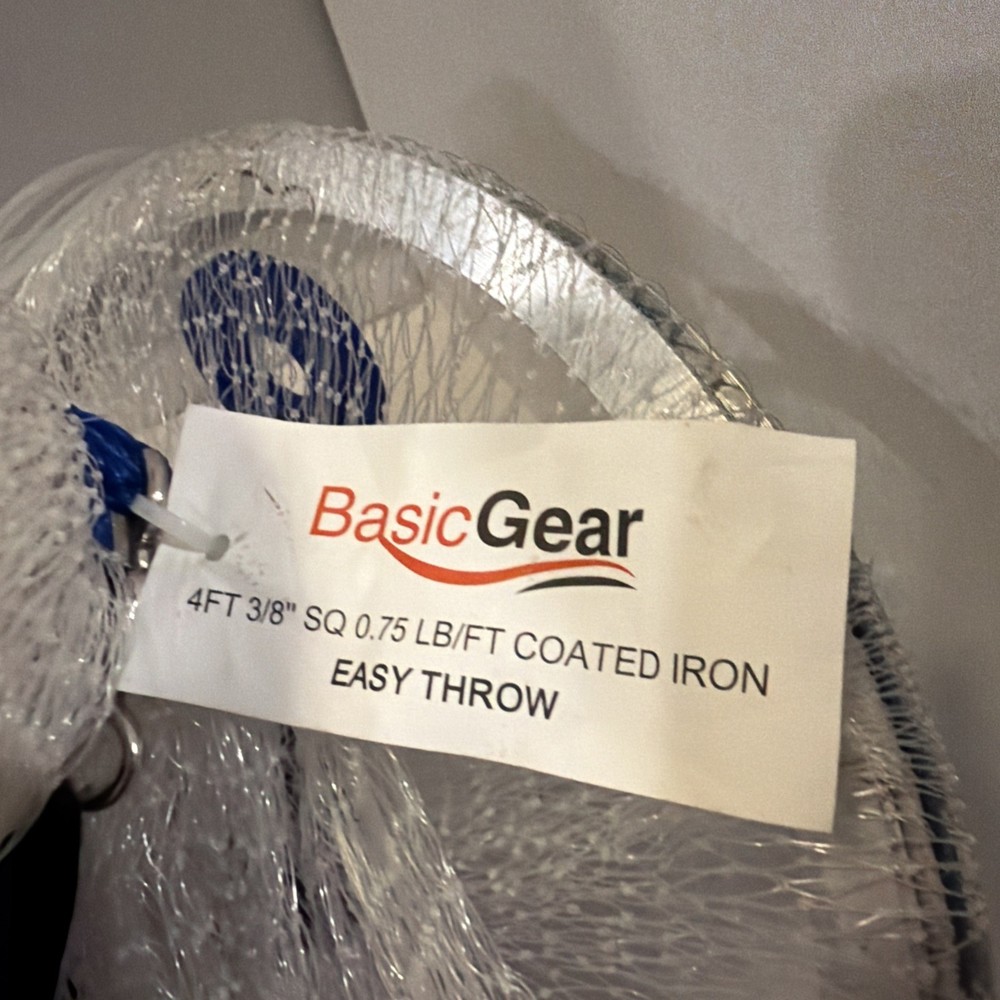 BasicGear
4FT 3/8" SQ 0.75 LB/FT COATED IRON
EASY THROW